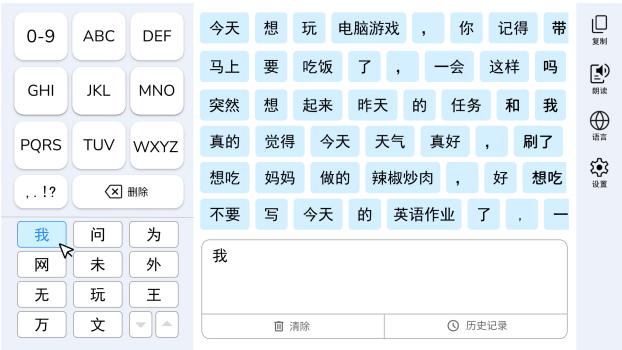 0-9 ABC DEF
GHI JKL MNO
PQRS TUV WXYZ
, . ! ? 删除
我 问 为
网 未 外
无 玩 王
万 文
今天 想 玩 电脑游戏 , 你 记得 带
马上 要 吃饭 了 , 一会 这样 吗
突然 想 起来 昨天 的 任务 和 我
真的 觉得 今天 天气 真好 , 刷了
想吃 妈妈 做的 辣椒炒肉 , 好 想吃
不要 写 今天 的 英语作业 了 , 一
我
清除 历史记录
复制
朗读
语言
设置